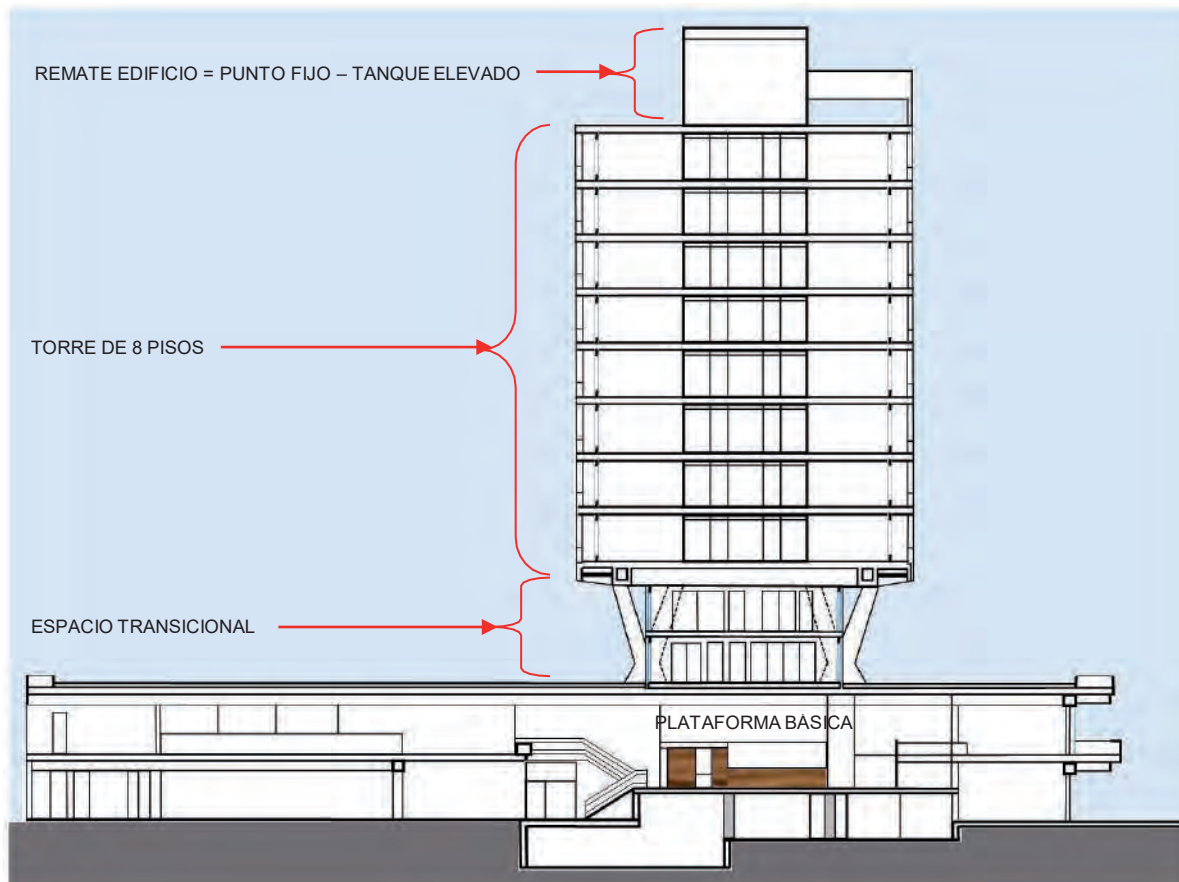 REMATE EDIFICIO = PUNTO FIJO – TANQUE ELEVADO
TORRE DE 8 PISOS
ESPACIO TRANSICIONAL
PLATAFORMA BÁSICA